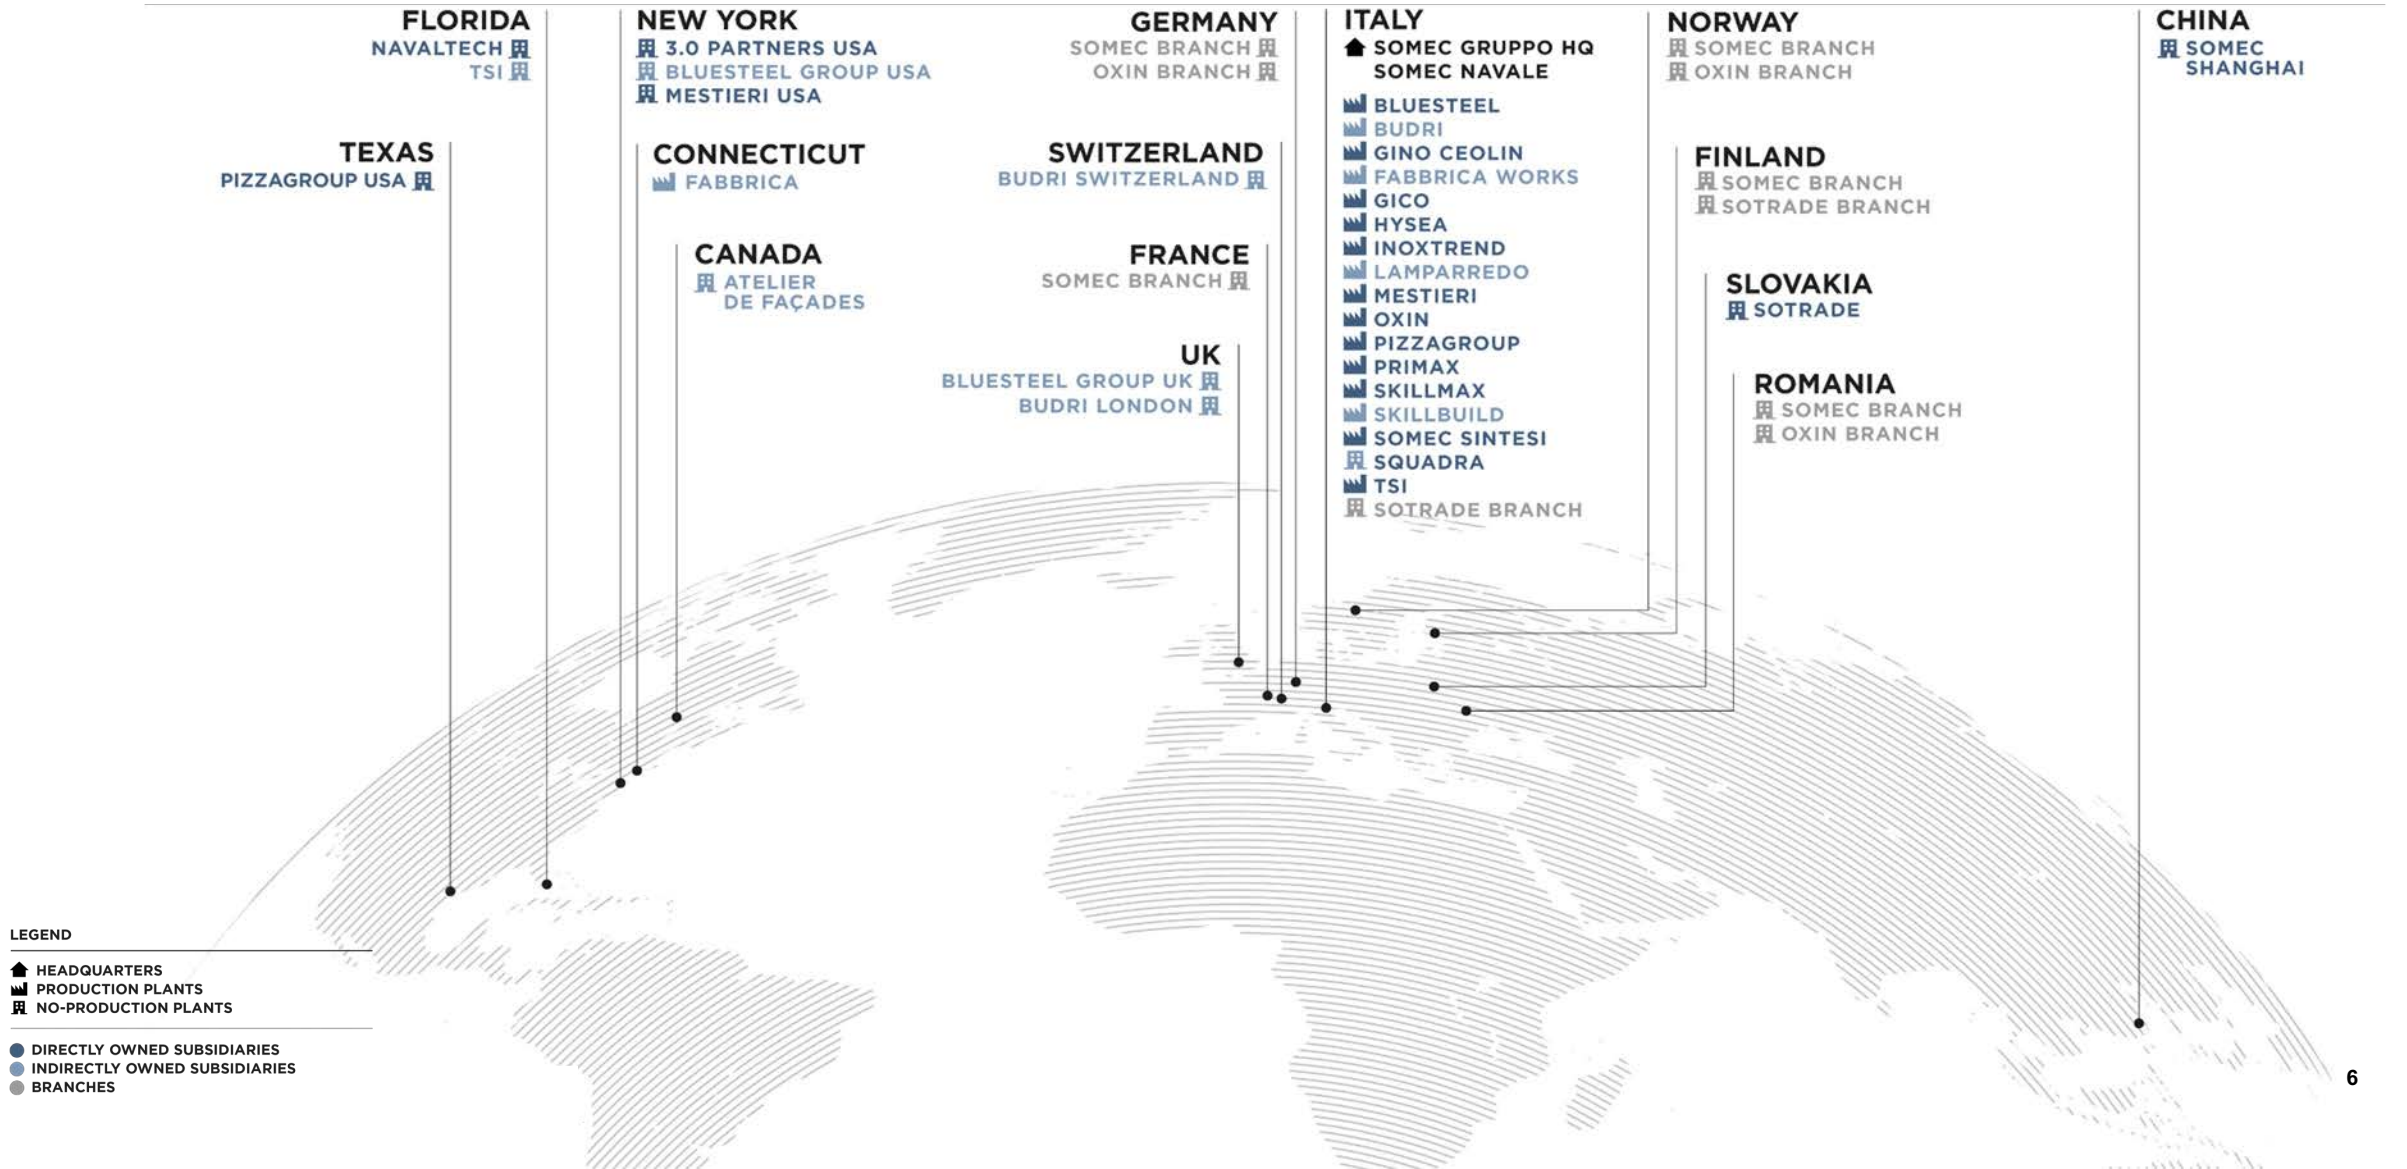 FLORIDA
NAVALTECH
TSI
TEXAS
PIZZAGROUP USA
NEW YORK
3.0 PARTNERS USA
BLUESTEEL GROUP USA
MESTIERI USA
CONNECTICUT
FABBRICA
CANADA
ATELIER
DE FAÇADES
GERMANY
SOMEC BRANCH
OXIN BRANCH
SWITZERLAND
BUDRI SWITZERLAND
FRANCE
SOMEC BRANCH
UK
BLUESTEEL GROUP UK
BUDRI LONDON
ITALY
SOMEC GRUPPO HQ
SOMEC NAVALE
BLUESTEEL
BUDRI
GINO CEOLIN
FABBRICA WORKS
GICO
HYSEA
INOXTREND
LAMPARREDO
MESTIERI
OXIN
PIZZAGROUP
PRIMAX
SKILLMAX
SKILLBUILD
SOMEC SINTESI
SQUADRA
TSI
SOTRADE BRANCH
NORWAY
SOMEC BRANCH
OXIN BRANCH
FINLAND
SOMEC BRANCH
SOTRADE BRANCH
SLOVAKIA
SOTRADE
ROMANIA
SOMEC BRANCH
OXIN BRANCH
CHINA
SOMEC
SHANGHAI
LEGEND
HEADQUARTERS
PRODUCTION PLANTS
NO-PRODUCTION PLANTS
DIRECTLY OWNED SUBSIDIARIES
INDIRECTLY OWNED SUBSIDIARIES
BRANCHES
6